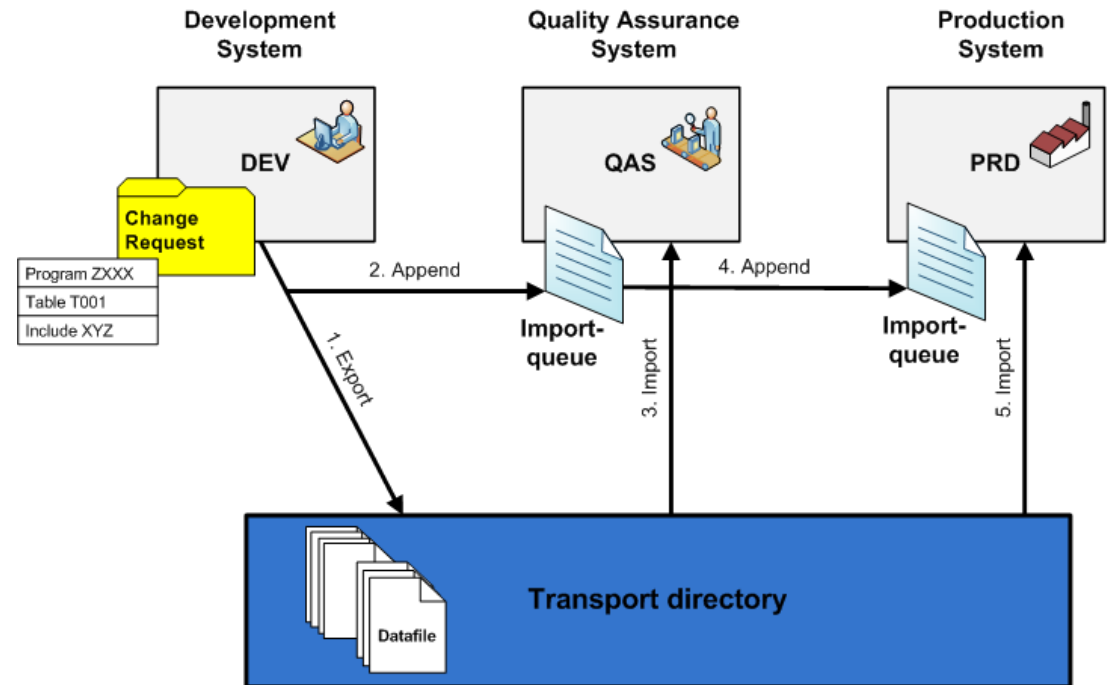 Development
System
Quality Assurance
System
Production
System
DEV
QAS
PRD
Change
Request
Program ZXXX
Table T001
Include XYZ
2. Append
4. Append
Import-
queue
Import-
queue
1. Export
3. Import
5. Import
Transport directory
Datafile